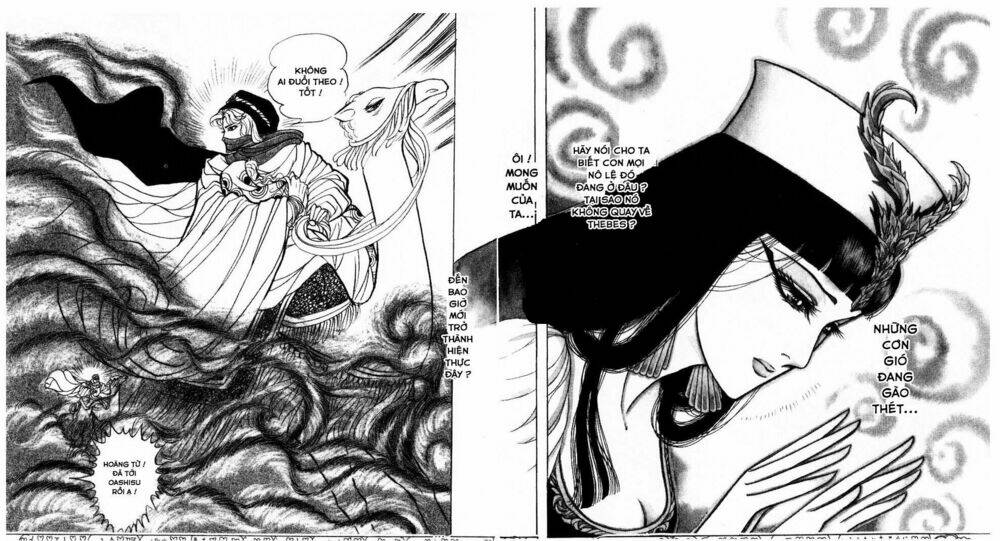 KHÔNG
AI ĐUỔI THEO !
TỐT !
HOÀNG TỬ !
ĐÃ TỚI
OASHISU
RỒI Ạ !
ÔI !
MONG
MUỐN
CỦA
TA...
ĐẾN
BAO
GIỜ
MỚI
TRỞ
THÀNH
HIỆN
THỰC
ĐÂY ?
HÃY NÓI CHO TA
BIẾT CON MỌI
NÔ LỆ ĐÓ
ĐANG Ở ĐÂU ?
TẠI SAO NÓ
KHÔNG QUAY VỀ
THEBES ?
NHỮNG
CƠN
GIÓ
ĐANG
GÀO
THÉT...